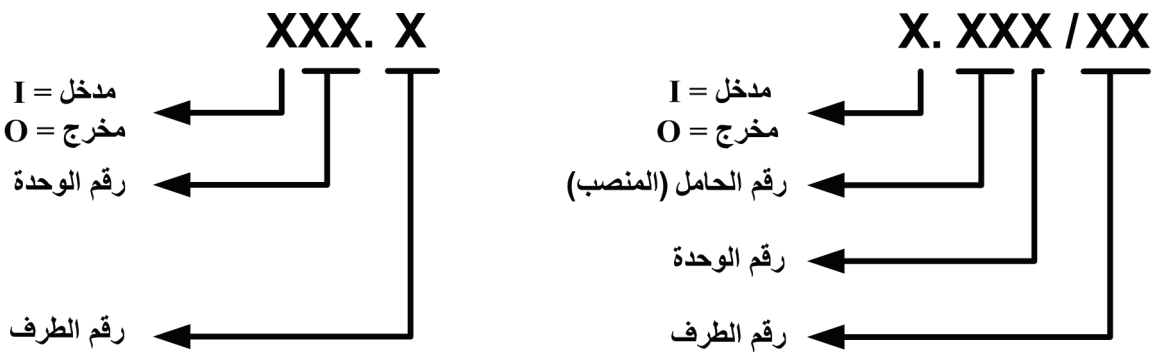 XXX. X
مدخل = I
مخرج = O
رقم الوحدة
رقم الطرف
X. XXX / XX
مدخل = I
مخرج = O
رقم الحامل (المنصب)
رقم الوحدة
رقم الطرف